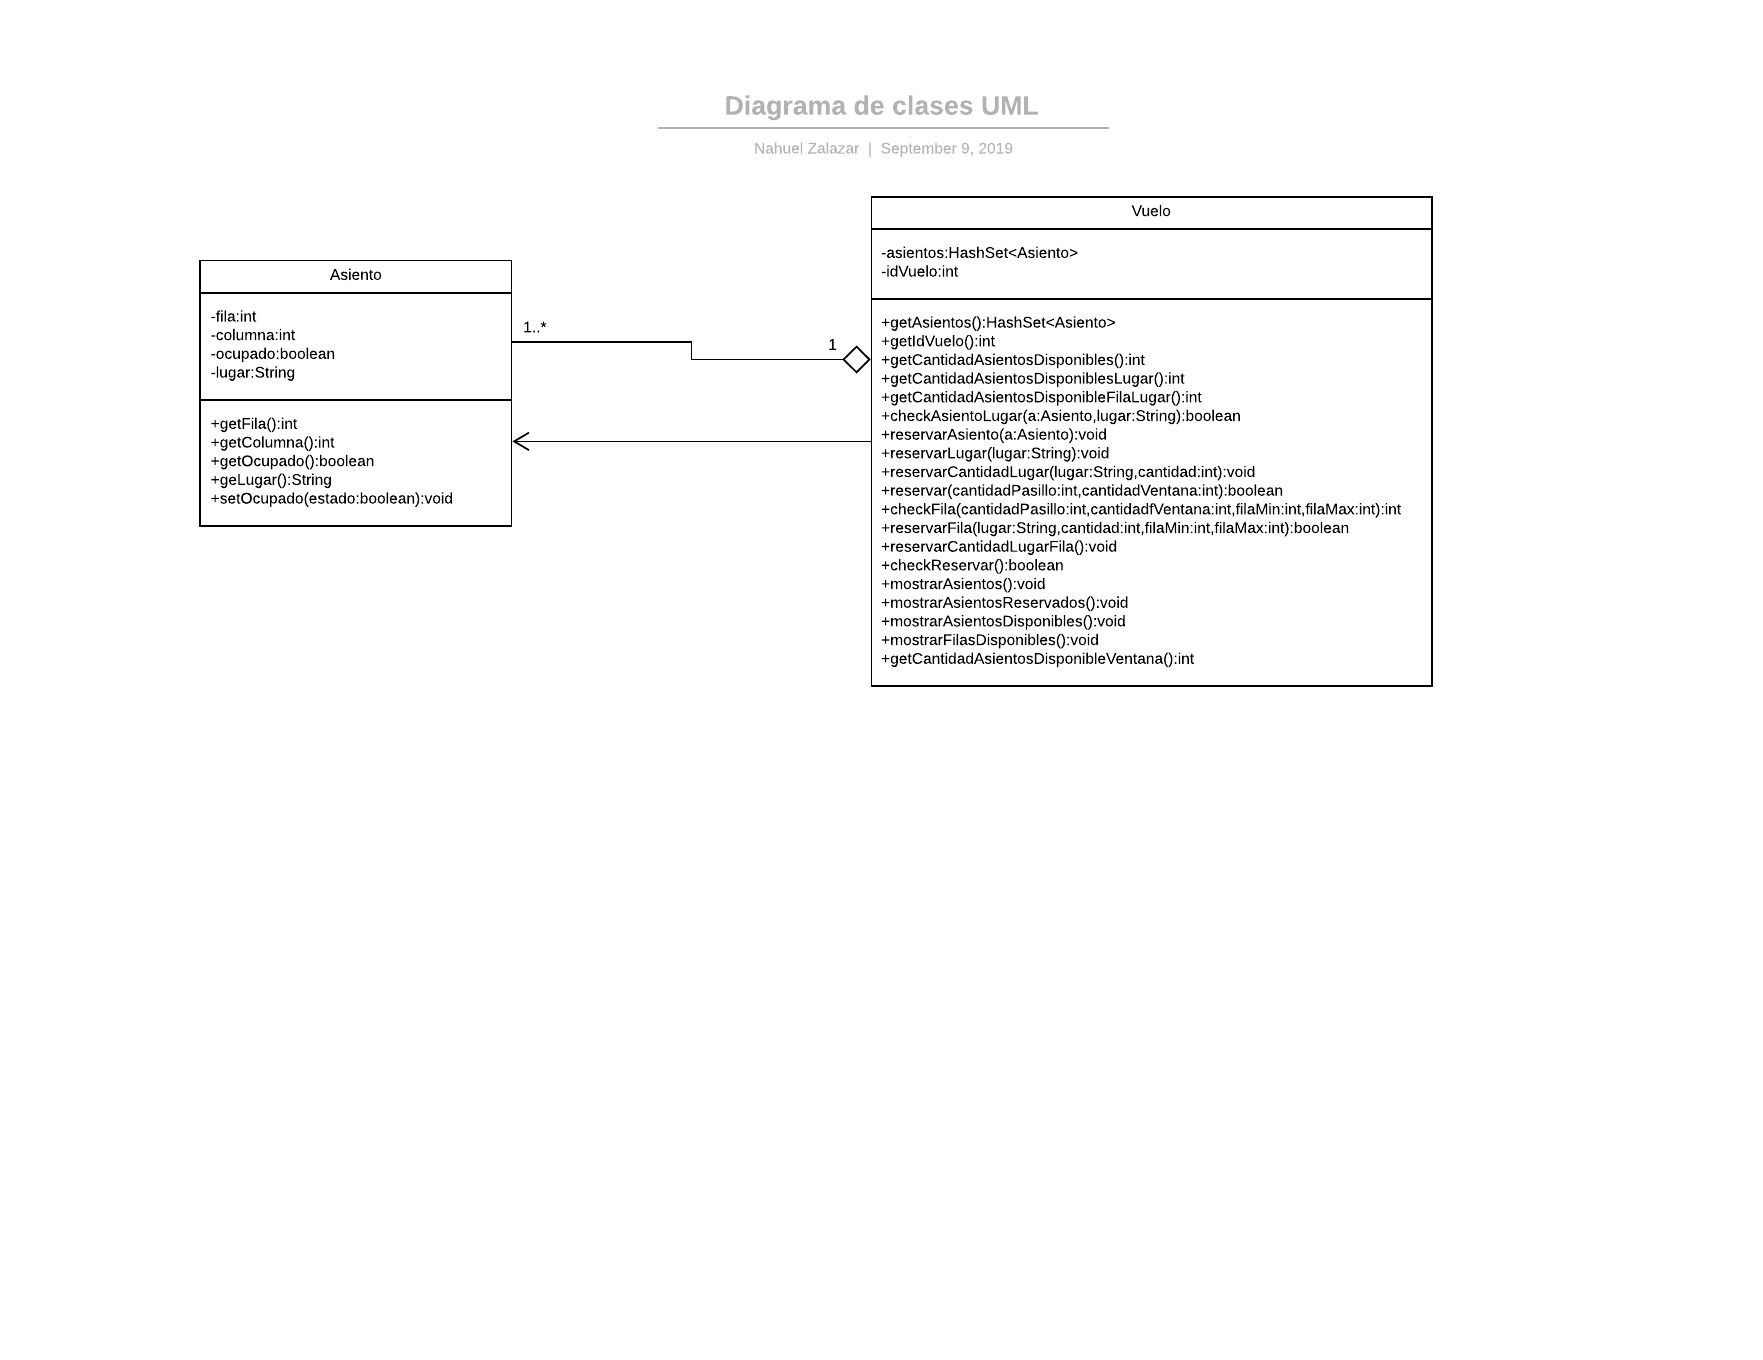 Diagrama de clases UML
Nahuel Zalazar | September 9, 2019
Asiento
-fila:int
-columna:int
-ocupado:boolean
-lugar:String
+getFila():int
+getColumna():int
+getOcupado():boolean
+geLugar():String
+setOcupado(estado:boolean):void
1..*
1
Vuelo
-asientos:HashSet<Asiento>
-idVuelo:int
+getAsientos():HashSet<Asiento>
+getIdVuelo():int
+getCantidadAsientosDisponibles():int
+getCantidadAsientosDisponiblesLugar():int
+getCantidadAsientosDisponibleFilaLugar():int
+checkAsientoLugar(a:Asiento,lugar:String):boolean
+reservarAsiento(a:Asiento):void
+reservarLugar(lugar:String):void
+reservarCantidadLugar(lugar:String,cantidad:int):void
+reservar(cantidadPasillo:int,cantidadVentana:int):boolean
+checkFila(cantidadPasillo:int,cantidadfVentana:int,filaMin:int,filaMax:int):int
+reservarFila(lugar:String,cantidad:int,filaMin:int,filaMax:int):boolean
+reservarCantidadLugarFila():void
+checkReservar():boolean
+mostrarAsientos():void
+mostrarAsientosReservados():void
+mostrarAsientosDisponibles():void
+mostrarFilasDisponibles():void
+getCantidadAsientosDisponibleVentana():int